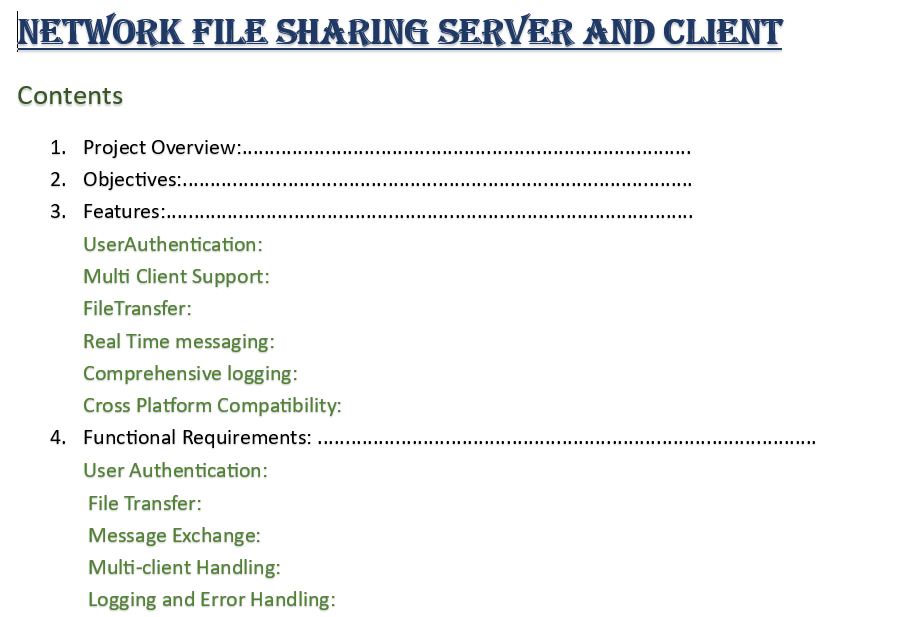 NETWORK FILE SHARING SERVER AND CLIENT
Contents
1. Project Overview:................................................................................
2. Objectives:...........................................................................................
3. Features:..............................................................................................
UserAuthentication:
Multi Client Support:
FileTransfer:
Real Time messaging:
Comprehensive logging:
Cross Platform Compatibility:
4. Functional Requirements: .........................................................................................
User Authentication:
File Transfer:
Message Exchange:
Multi-client Handling:
Logging and Error Handling: